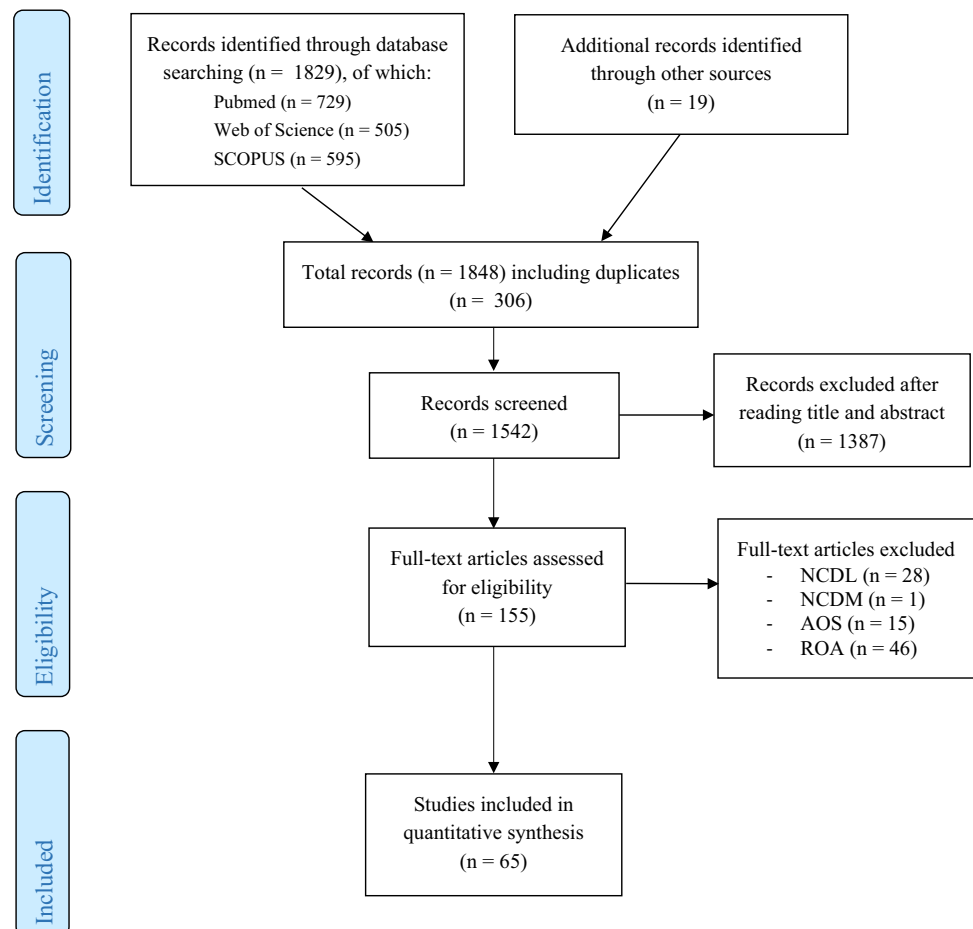 Identification
Records identified through database
searching (n = 1829), of which:
Pubmed (n = 729)
Web of Science (n = 505)
SCOPUS (n = 595)
Additional records identified
through other sources
(n = 19)
Screening
Total records (n = 1848) including duplicates
(n = 306)
Records screened
(n = 1542)
Records excluded after
reading title and abstract
(n = 1387)
Eligibility
Full-text articles assessed
for eligibility
(n = 155)
Full-text articles excluded
- NCDL (n = 28)
- NCDM (n = 1)
- AOS (n = 15)
- ROA (n = 46)
Included
Studies included in
quantitative synthesis
(n = 65)